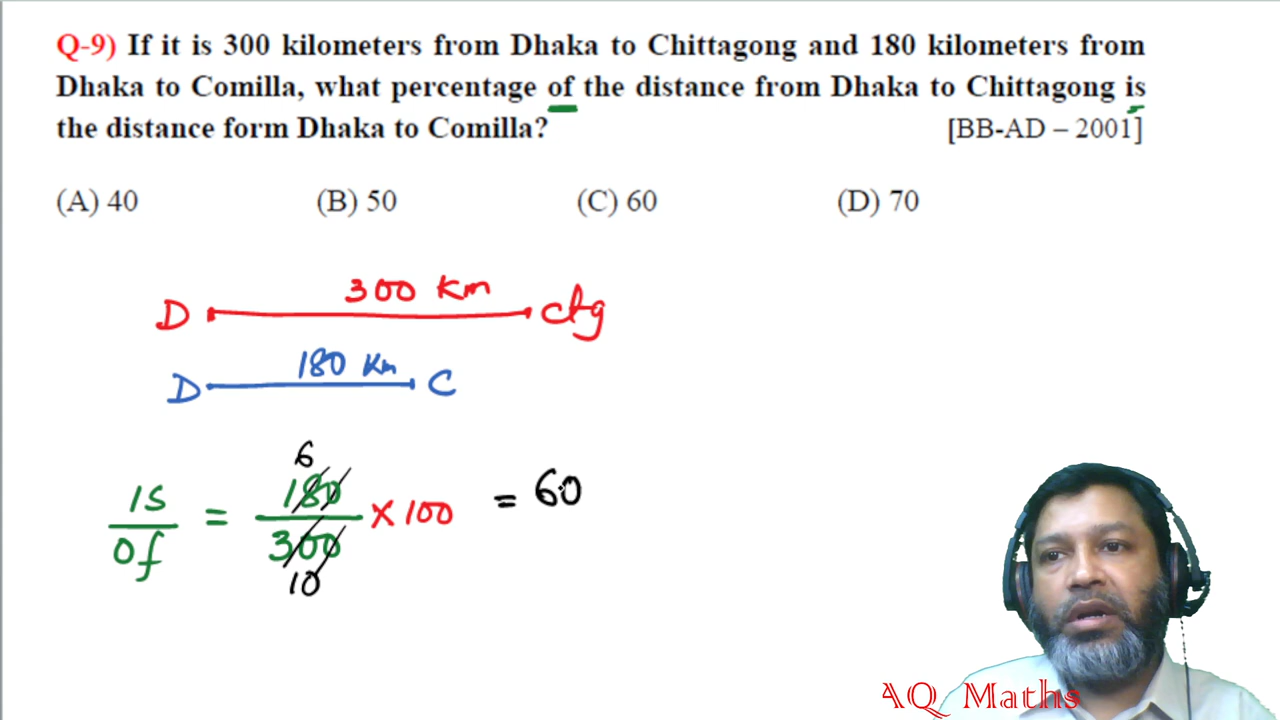 Q-9) If it is 300 kilometers from Dhaka to Chittagong and 180 kilometers from
Dhaka to Comilla, what percentage of the distance from Dhaka to Chittagong is
the distance form Dhaka to Comilla? [BB-AD – 2001]
(A) 40 (B) 50 (C) 60 (D) 70
300 km
D ctg
180 km
D C
6
is = 180 × 100 = 60
of 300
10
AQ Maths